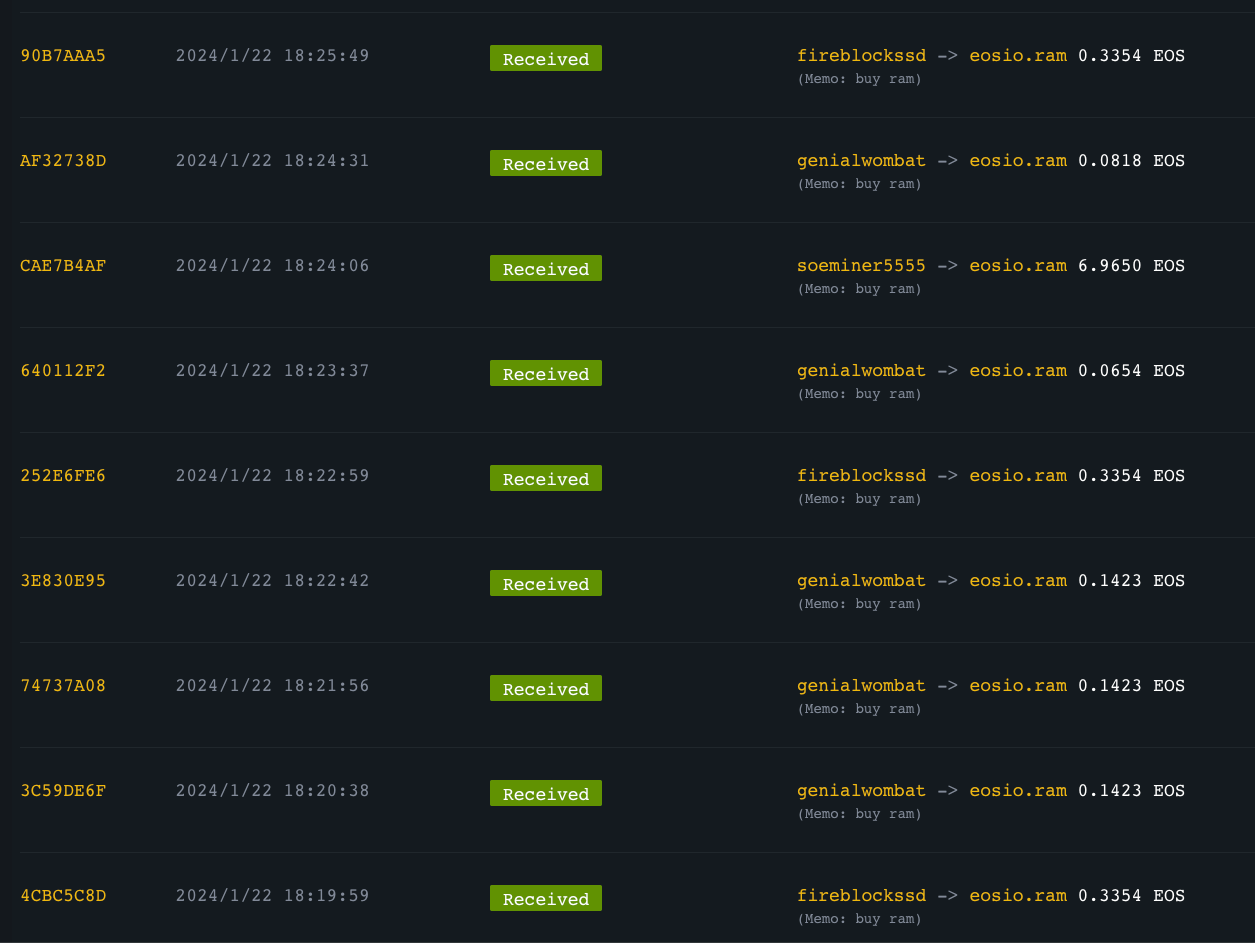 90B7AAA5 2024/1/22 18:25:49 Received fireblockssd -> eosio.ram 0.3354 EOS
(Memo: buy ram)
AF32738D 2024/1/22 18:24:31 Received genialwombat -> eosio.ram 0.0818 EOS
(Memo: buy ram)
CAE7B4AF 2024/1/22 18:24:06 Received soeminer5555 -> eosio.ram 6.9650 EOS
(Memo: buy ram)
640112F2 2024/1/22 18:23:37 Received genialwombat -> eosio.ram 0.0654 EOS
(Memo: buy ram)
252E6FE6 2024/1/22 18:22:59 Received fireblockssd -> eosio.ram 0.3354 EOS
(Memo: buy ram)
3E830E95 2024/1/22 18:22:42 Received genialwombat -> eosio.ram 0.1423 EOS
(Memo: buy ram)
74737A08 2024/1/22 18:21:56 Received genialwombat -> eosio.ram 0.1423 EOS
(Memo: buy ram)
3C59DE6F 2024/1/22 18:20:38 Received genialwombat -> eosio.ram 0.1423 EOS
(Memo: buy ram)
4CBC5C8D 2024/1/22 18:19:59 Received fireblockssd -> eosio.ram 0.3354 EOS
(Memo: buy ram)